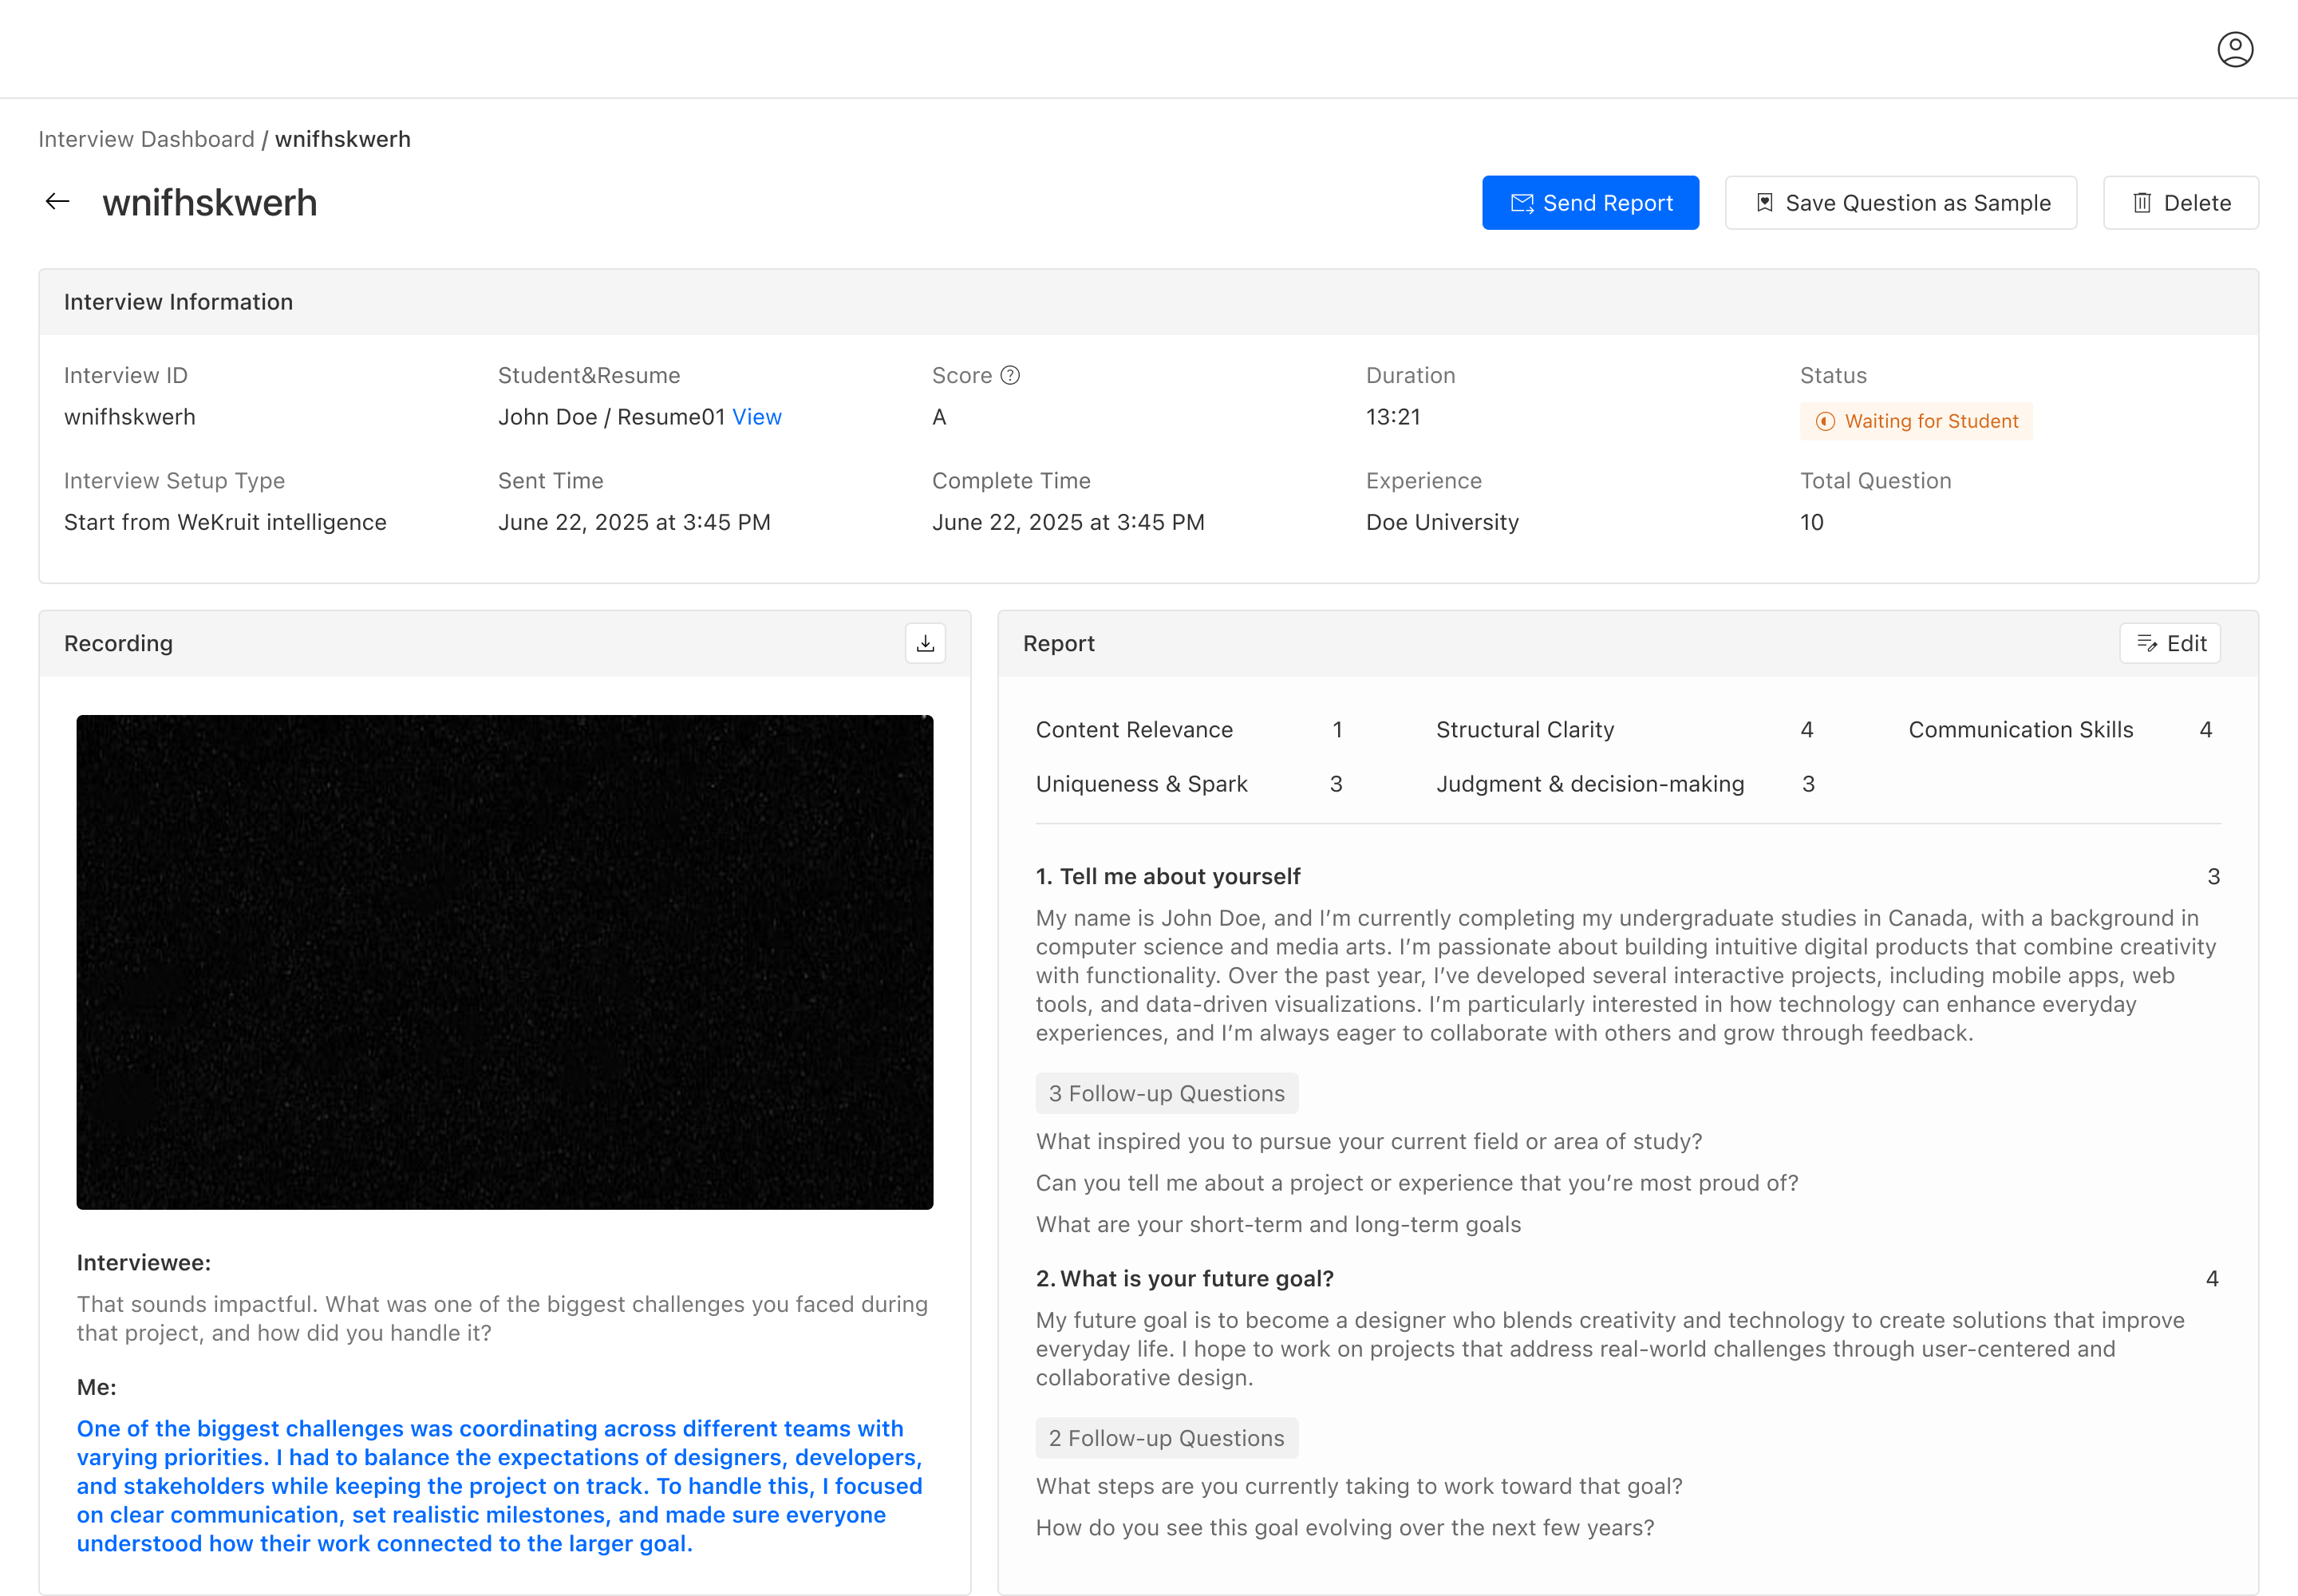 Interview Dashboard / wnifhskwerh
wnifhskwerh
Send Report
Save Question as Sample
Delete
Interview Information
Interview ID
wnifhskwerh
Student&Resume
John Doe / Resume01 View
Score
A
Duration
13:21
Status
Waiting for Student
Interview Setup Type
Start from WeKruit intelligence
Sent Time
June 22, 2025 at 3:45 PM
Complete Time
June 22, 2025 at 3:45 PM
Experience
Doe University
Total Question
10
Recording
Interviewee:
That sounds impactful. What was one of the biggest challenges you faced during
that project, and how did you handle it?
Me:
One of the biggest challenges was coordinating across different teams with
varying priorities. I had to balance the expectations of designers, developers,
and stakeholders while keeping the project on track. To handle this, I focused
on clear communication, set realistic milestones, and made sure everyone
understood how their work connected to the larger goal.
Report
Edit
Content Relevance 1
Structural Clarity 4
Communication Skills 4
Uniqueness & Spark 3
Judgment & decision-making 3
1. Tell me about yourself 3
My name is John Doe, and I’m currently completing my undergraduate studies in Canada, with a background in
computer science and media arts. I’m passionate about building intuitive digital products that combine creativity
with functionality. Over the past year, I’ve developed several interactive projects, including mobile apps, web
tools, and data-driven visualizations. I’m particularly interested in how technology can enhance everyday
experiences, and I’m always eager to collaborate with others and grow through feedback.
3 Follow-up Questions
What inspired you to pursue your current field or area of study?
Can you tell me about a project or experience that you’re most proud of?
What are your short-term and long-term goals
2. What is your future goal? 4
My future goal is to become a designer who blends creativity and technology to create solutions that improve
everyday life. I hope to work on projects that address real-world challenges through user-centered and
collaborative design.
2 Follow-up Questions
What steps are you currently taking to work toward that goal?
How do you see this goal evolving over the next few years?